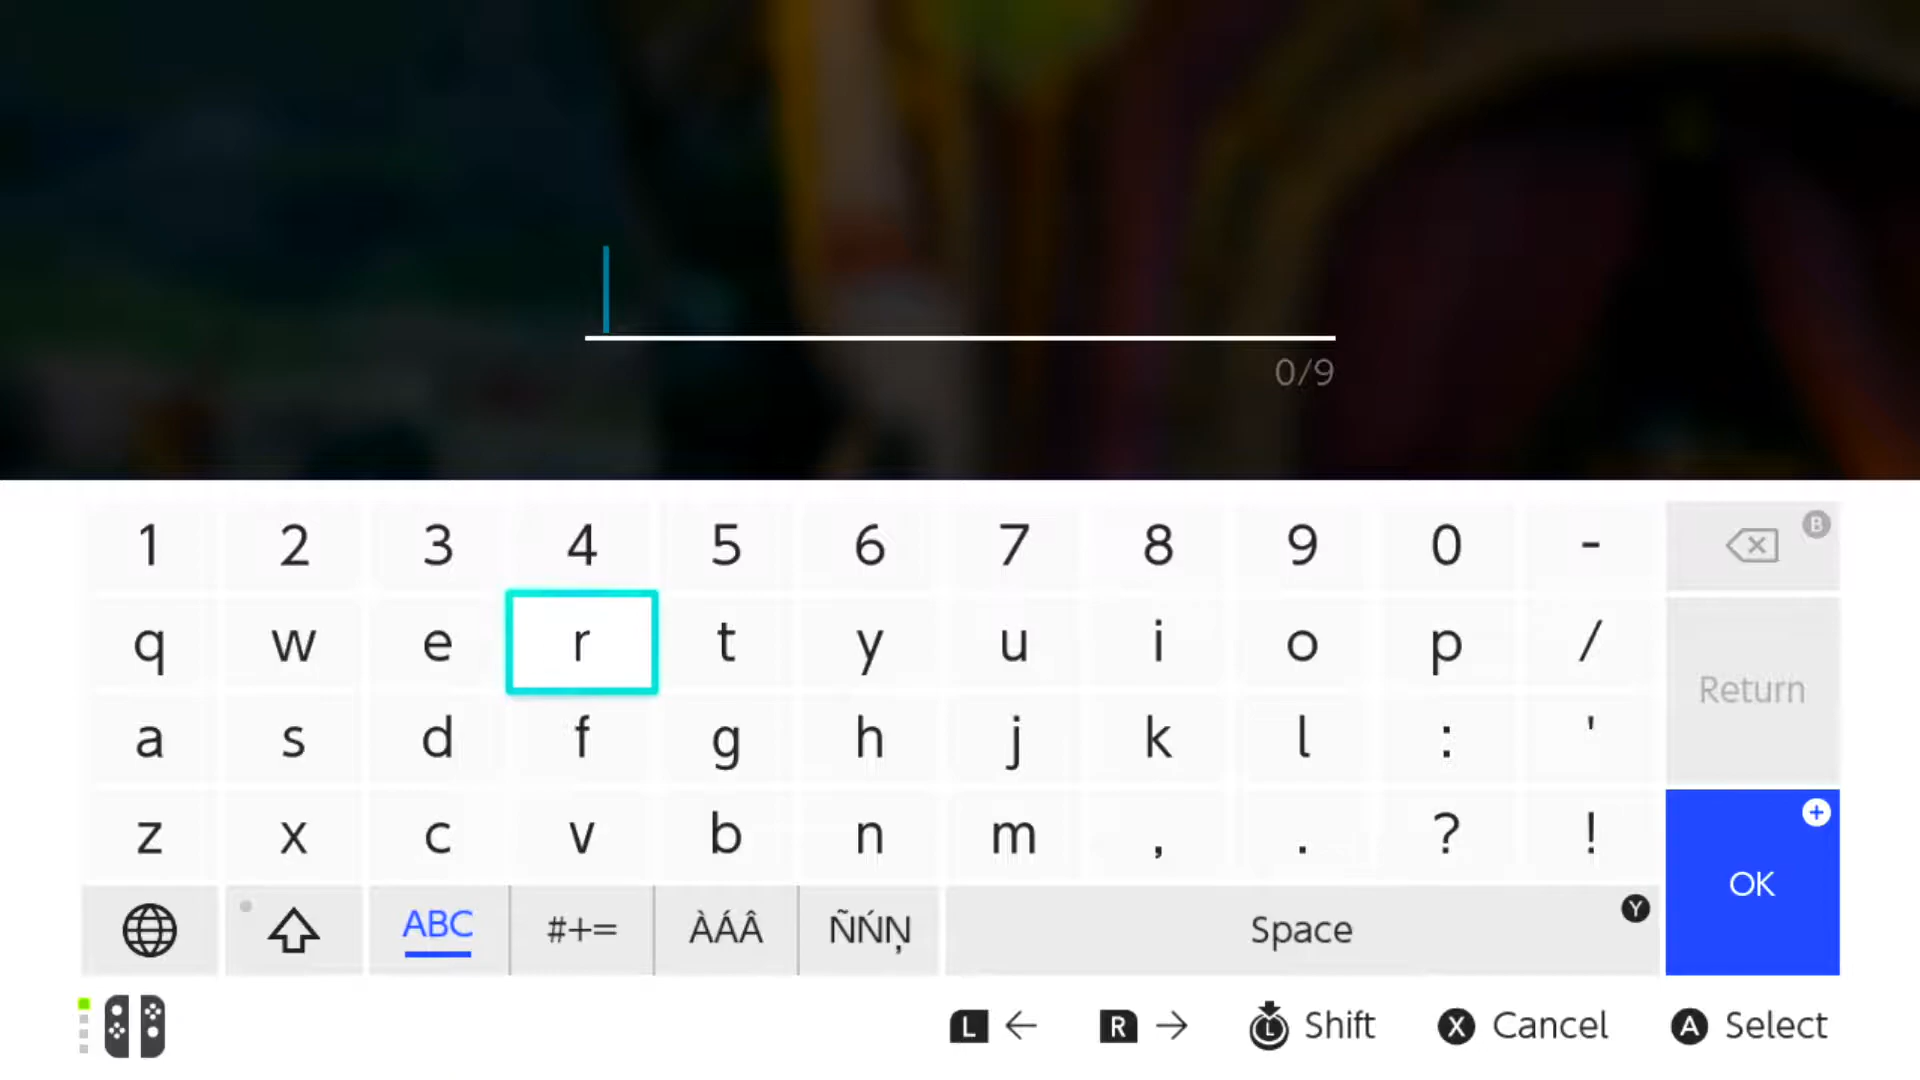 0/9
1 2 3 4 5 6 7 8 9 0 - B
q w e r t y u i o p /
Return
a s d f g h j k l : '
z x c v b n m , . ? ! +
OK
ABC #+= ÀÁÂ ÑŃŅ Space Y
L ← R → L Shift X Cancel A Select